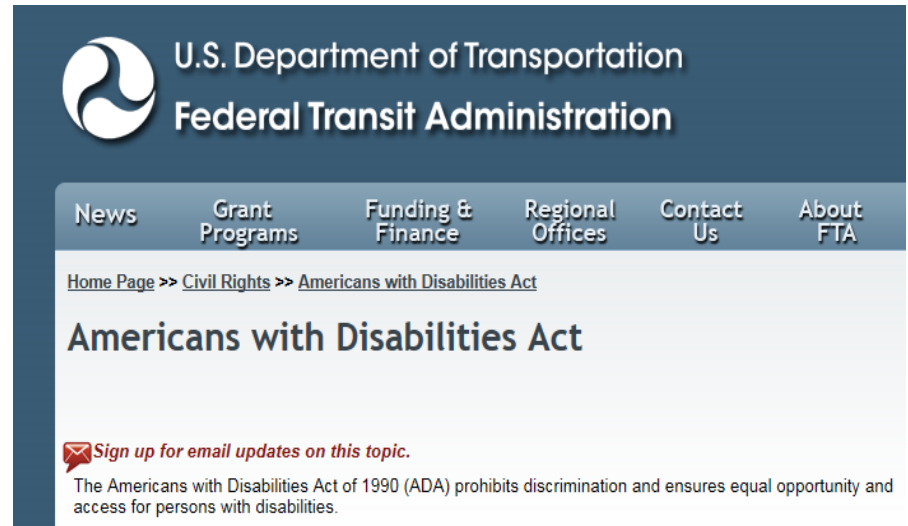 U.S. Department of Transportation
Federal Transit Administration
News
Grant
Programs
Funding &
Finance
Regional
Offices
Contact
Us
About
FTA
Home Page >> Civil Rights >> Americans with Disabilities Act
Americans with Disabilities Act
Sign up for email updates on this topic.
The Americans with Disabilities Act of 1990 (ADA) prohibits discrimination and ensures equal opportunity and
access for persons with disabilities.